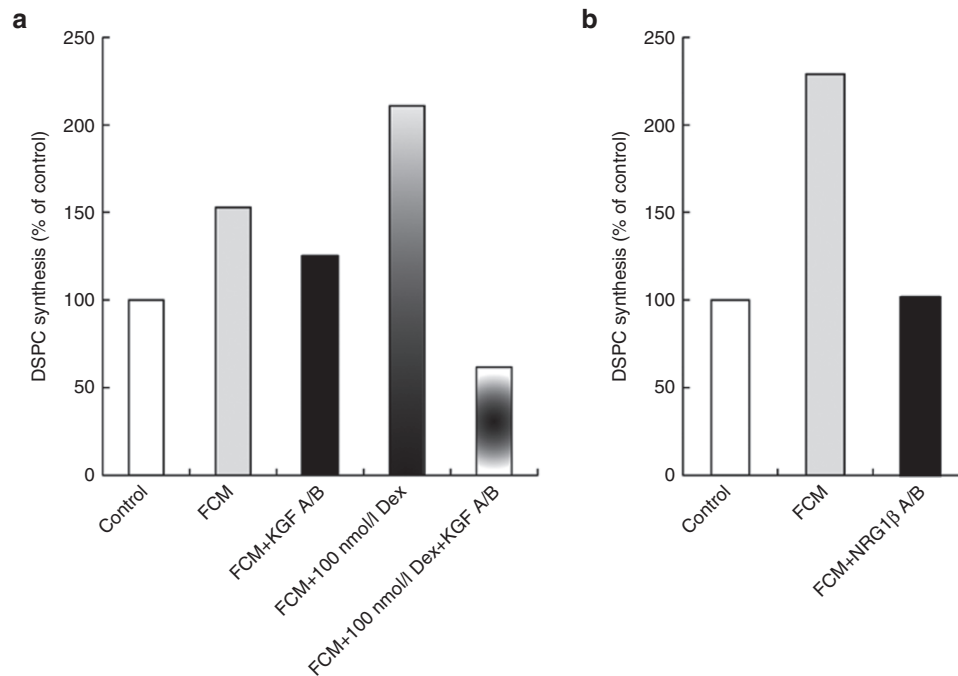 a
250
200
150
100
50
0
DSPC synthesis (% of control)
Control
FCM
FCM+KGF A/B
FCM+100 nmol/l Dex
FCM+100 nmol/l Dex+KGF A/B
b
250
200
150
100
50
0
DSPC synthesis (% of control)
Control
FCM
FCM+NRG1β A/B